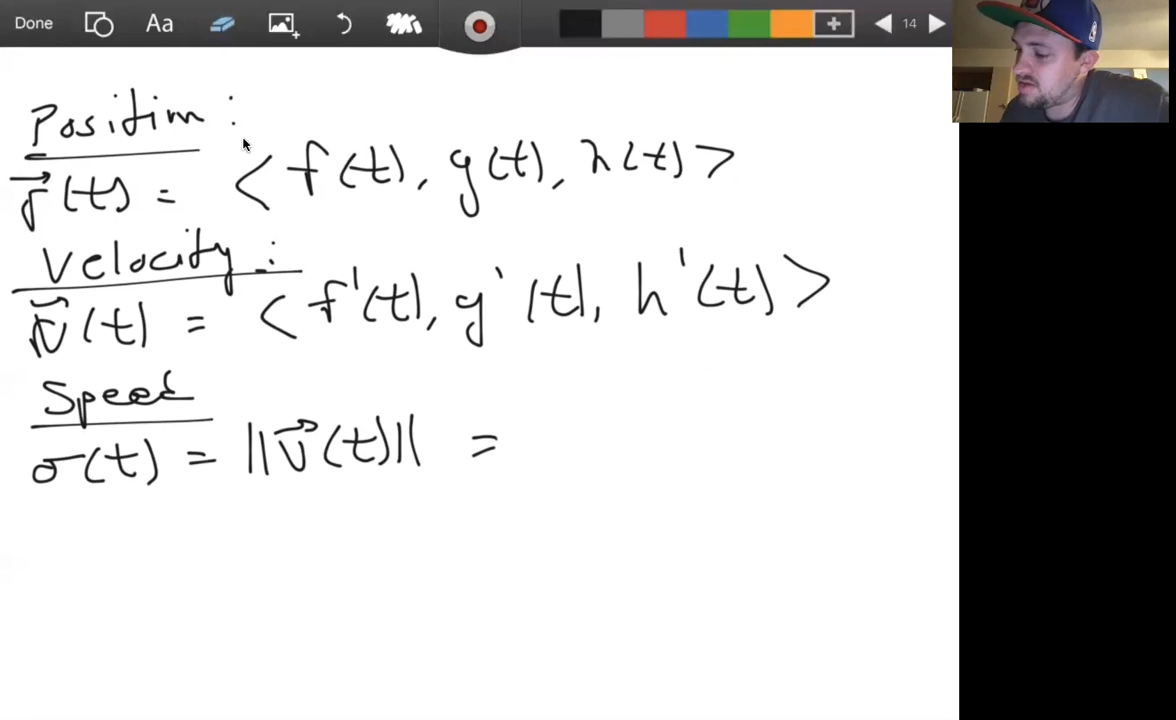 Done Aa 14
Position:
r⃗(t) = <f(t), g(t), h(t)>
Velocity:
v⃗(t) = <f'(t), g'(t), h'(t)>
Speed
σ(t) = ||v⃗(t)|| =